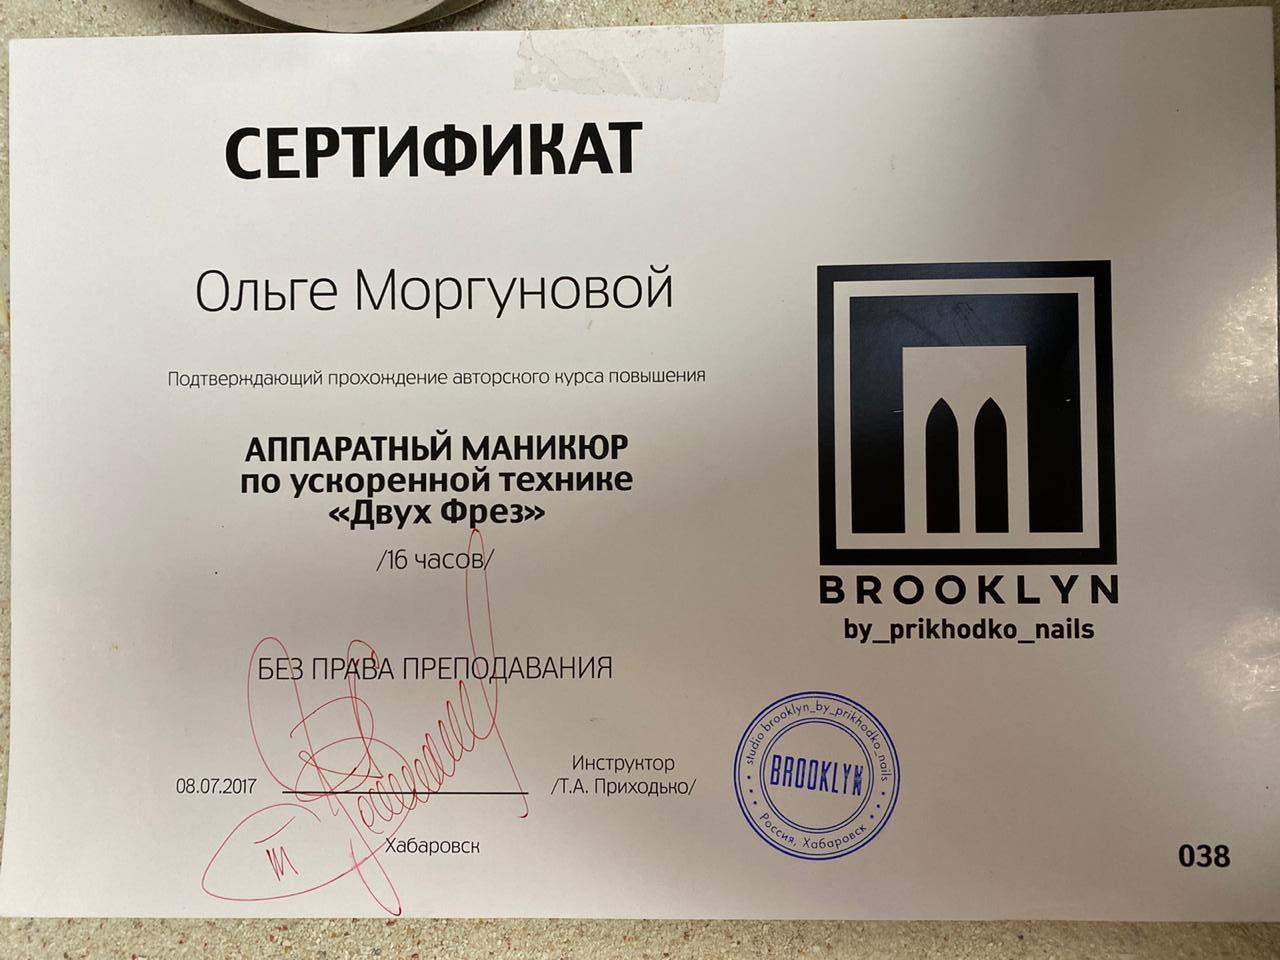 СЕРТИФИКАТ
Ольге Моргуновой
Подтверждающий прохождение авторского курса повышения
АППАРАТНЫЙ МАНИКЮР
по ускоренной технике
«Двух Фрез»
/16 часов/
БЕЗ ПРАВА ПРЕПОДАВАНИЯ
08.07.2017
Инструктор
/Т.А. Приходько/
Хабаровск
BROOKLYN
by_prikhodko_nails
studio brooklyn_by_prikhodko_nails
BROOKLYN
Россия, Хабаровск
038